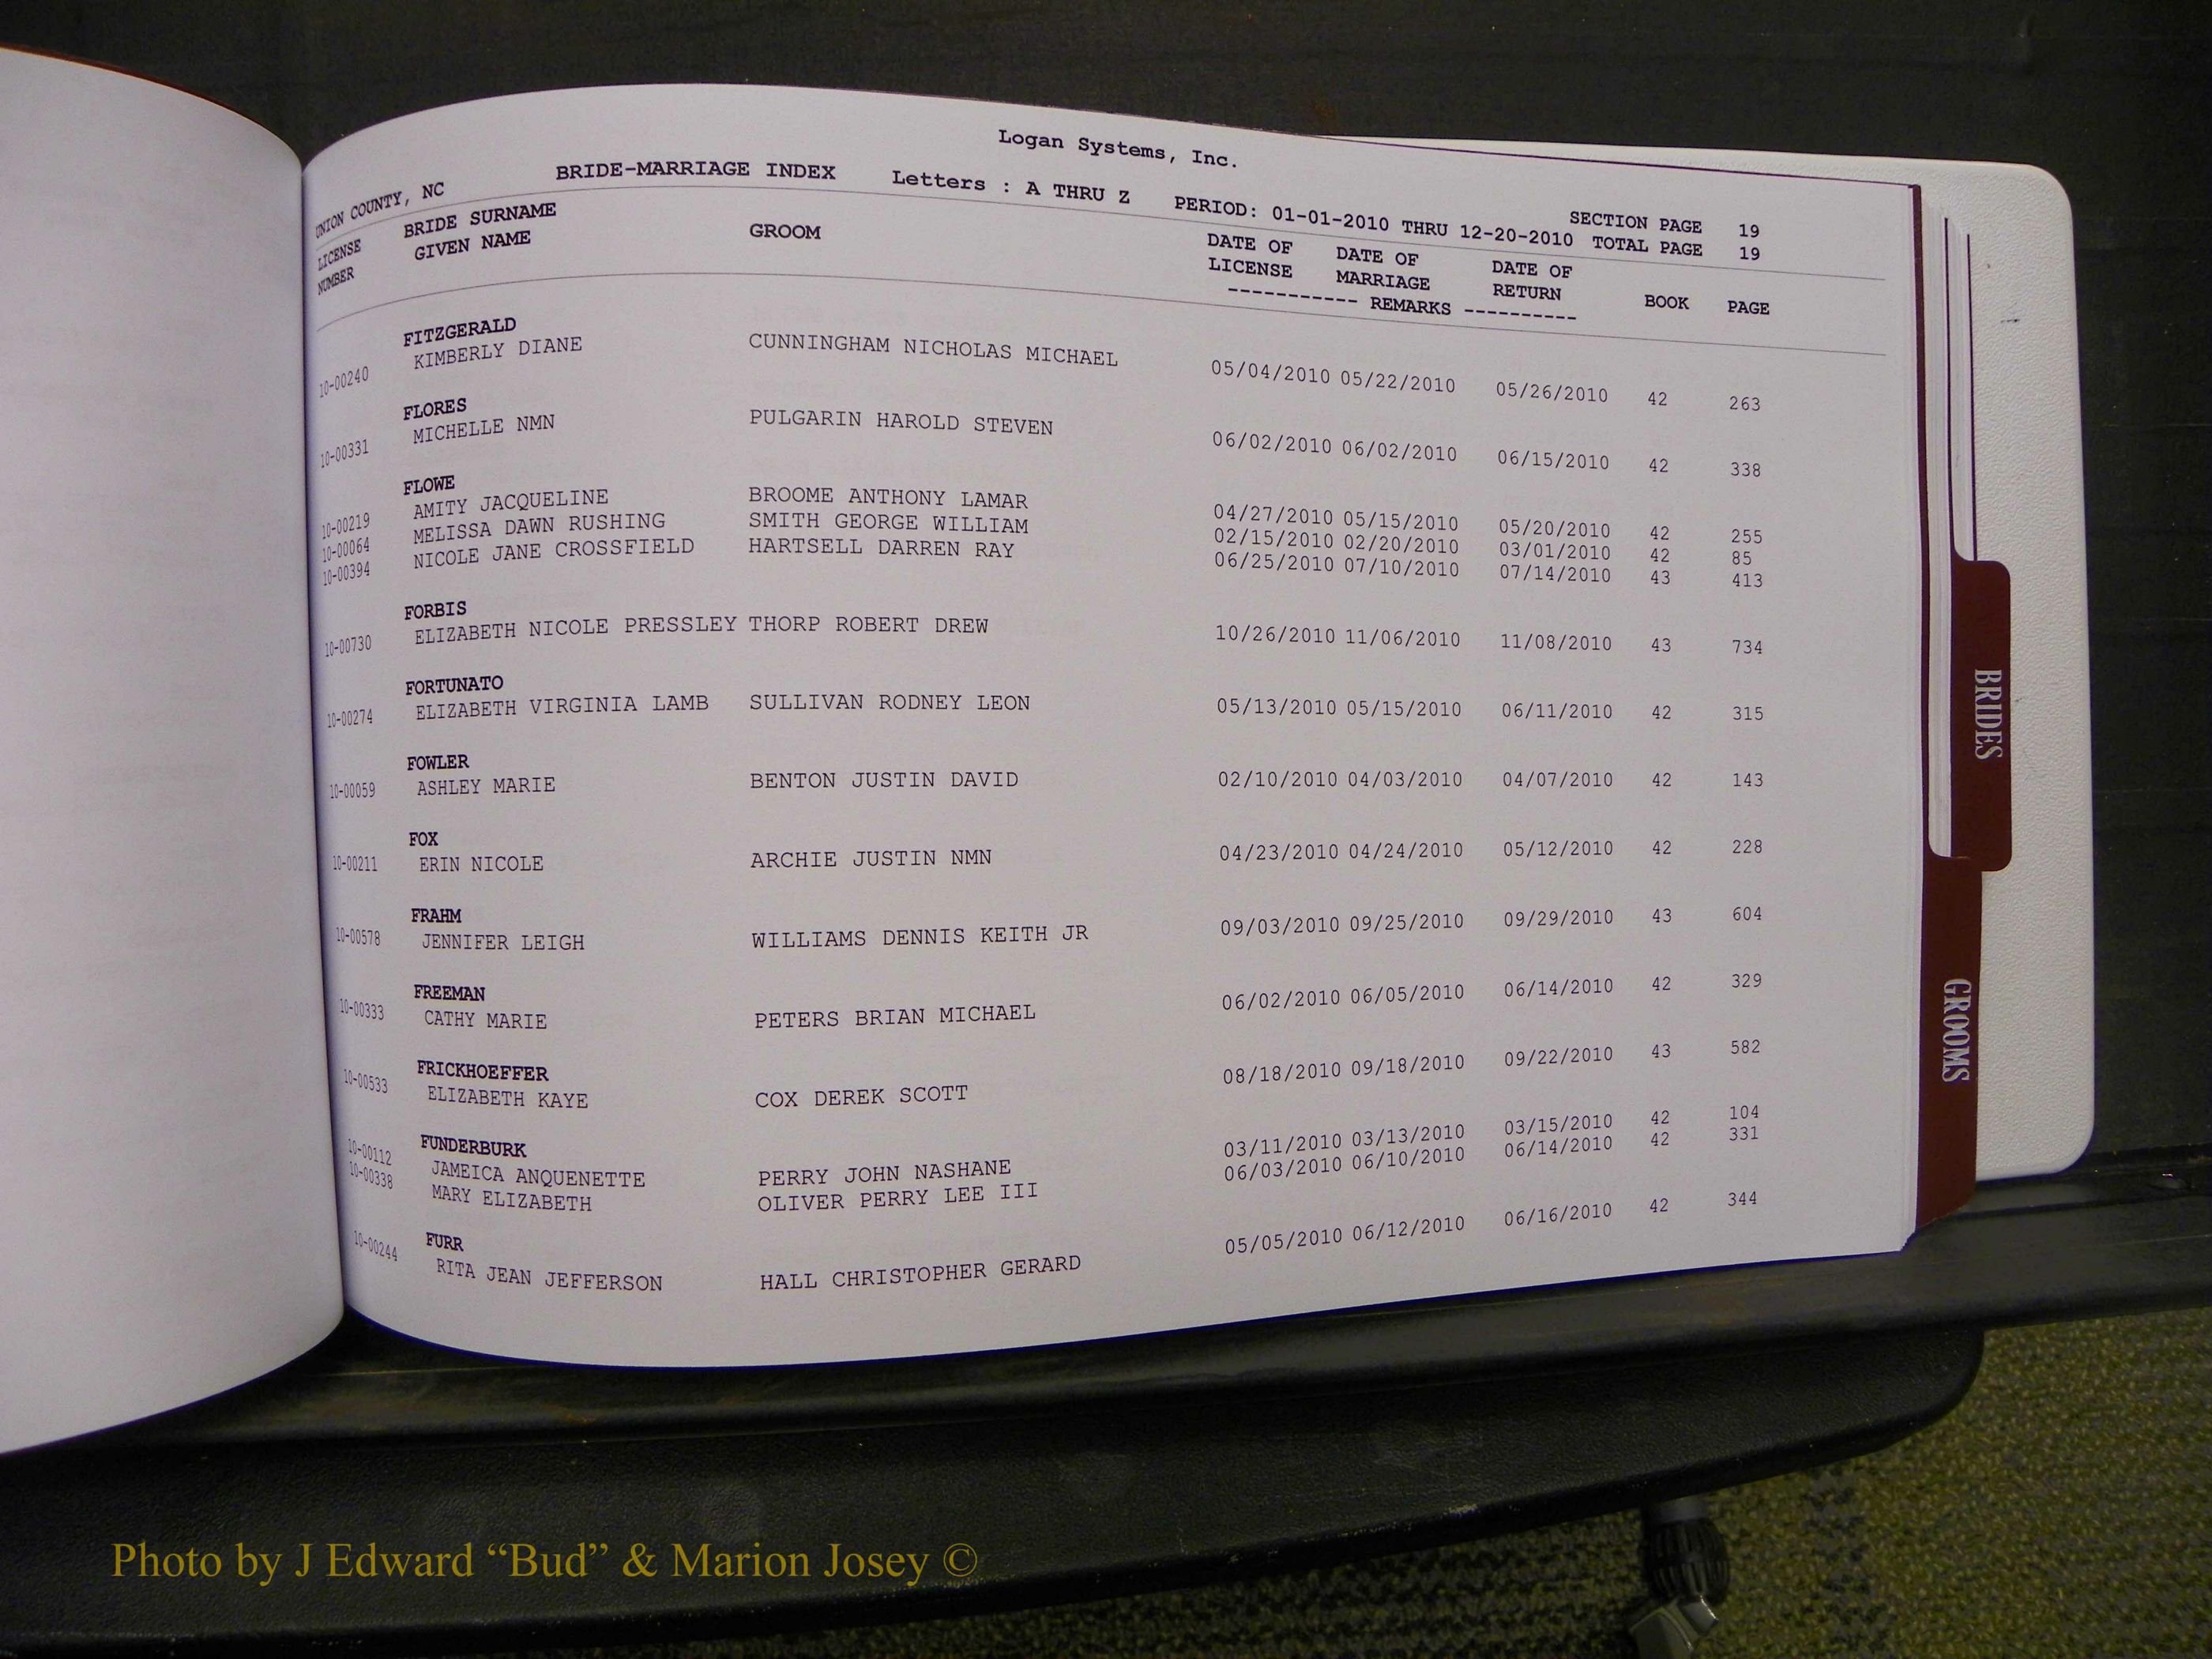 Logan Systems, Inc.
UNION COUNTY, NC BRIDE-MARRIAGE INDEX Letters : A THRU Z PERIOD: 01-01-2010 THRU 12-20-2010 SECTION PAGE 19
TOTAL PAGE 19
LICENSE NUMBER BRIDE SURNAME GIVEN NAME GROOM DATE OF LICENSE DATE OF MARRIAGE DATE OF RETURN BOOK PAGE
----------- REMARKS ----------
FITZGERALD
10-00240 KIMBERLY DIANE CUNNINGHAM NICHOLAS MICHAEL 05/04/2010 05/22/2010 05/26/2010 42 263
FLORES
10-00331 MICHELLE NMN PULGARIN HAROLD STEVEN 06/02/2010 06/02/2010 06/15/2010 42 338
FLOWE
10-00219 AMITY JACQUELINE BROOME ANTHONY LAMAR 04/27/2010 05/15/2010 05/20/2010 42 255
10-00064 MELISSA DAWN RUSHING SMITH GEORGE WILLIAM 02/15/2010 02/20/2010 03/01/2010 42 85
10-00394 NICOLE JANE CROSSFIELD HARTSELL DARREN RAY 06/25/2010 07/10/2010 07/14/2010 43 413
FORBIS
10-00730 ELIZABETH NICOLE PRESSLEY THORP ROBERT DREW 10/26/2010 11/06/2010 11/08/2010 43 734
FORTUNATO
10-00274 ELIZABETH VIRGINIA LAMB SULLIVAN RODNEY LEON 05/13/2010 05/15/2010 06/11/2010 42 315
FOWLER
10-00059 ASHLEY MARIE BENTON JUSTIN DAVID 02/10/2010 04/03/2010 04/07/2010 42 143
FOX
10-00211 ERIN NICOLE ARCHIE JUSTIN NMN 04/23/2010 04/24/2010 05/12/2010 42 228
FRAHM
10-00578 JENNIFER LEIGH WILLIAMS DENNIS KEITH JR 09/03/2010 09/25/2010 09/29/2010 43 604
FREEMAN
10-00333 CATHY MARIE PETERS BRIAN MICHAEL 06/02/2010 06/05/2010 06/14/2010 42 329
FRICKHOEFFER
10-00533 ELIZABETH KAYE COX DEREK SCOTT 08/18/2010 09/18/2010 09/22/2010 43 582
FUNDERBURK
10-00112 JAMEICA ANQUENETTE PERRY JOHN NASHANE 03/11/2010 03/13/2010 03/15/2010 42 104
10-00338 MARY ELIZABETH OLIVER PERRY LEE III 06/03/2010 06/10/2010 06/14/2010 42 331
FURR
10-00244 RITA JEAN JEFFERSON HALL CHRISTOPHER GERARD 05/05/2010 06/12/2010 06/16/2010 42 344
BRIDES
GROOMS
Photo by J Edward “Bud” & Marion Josey ©